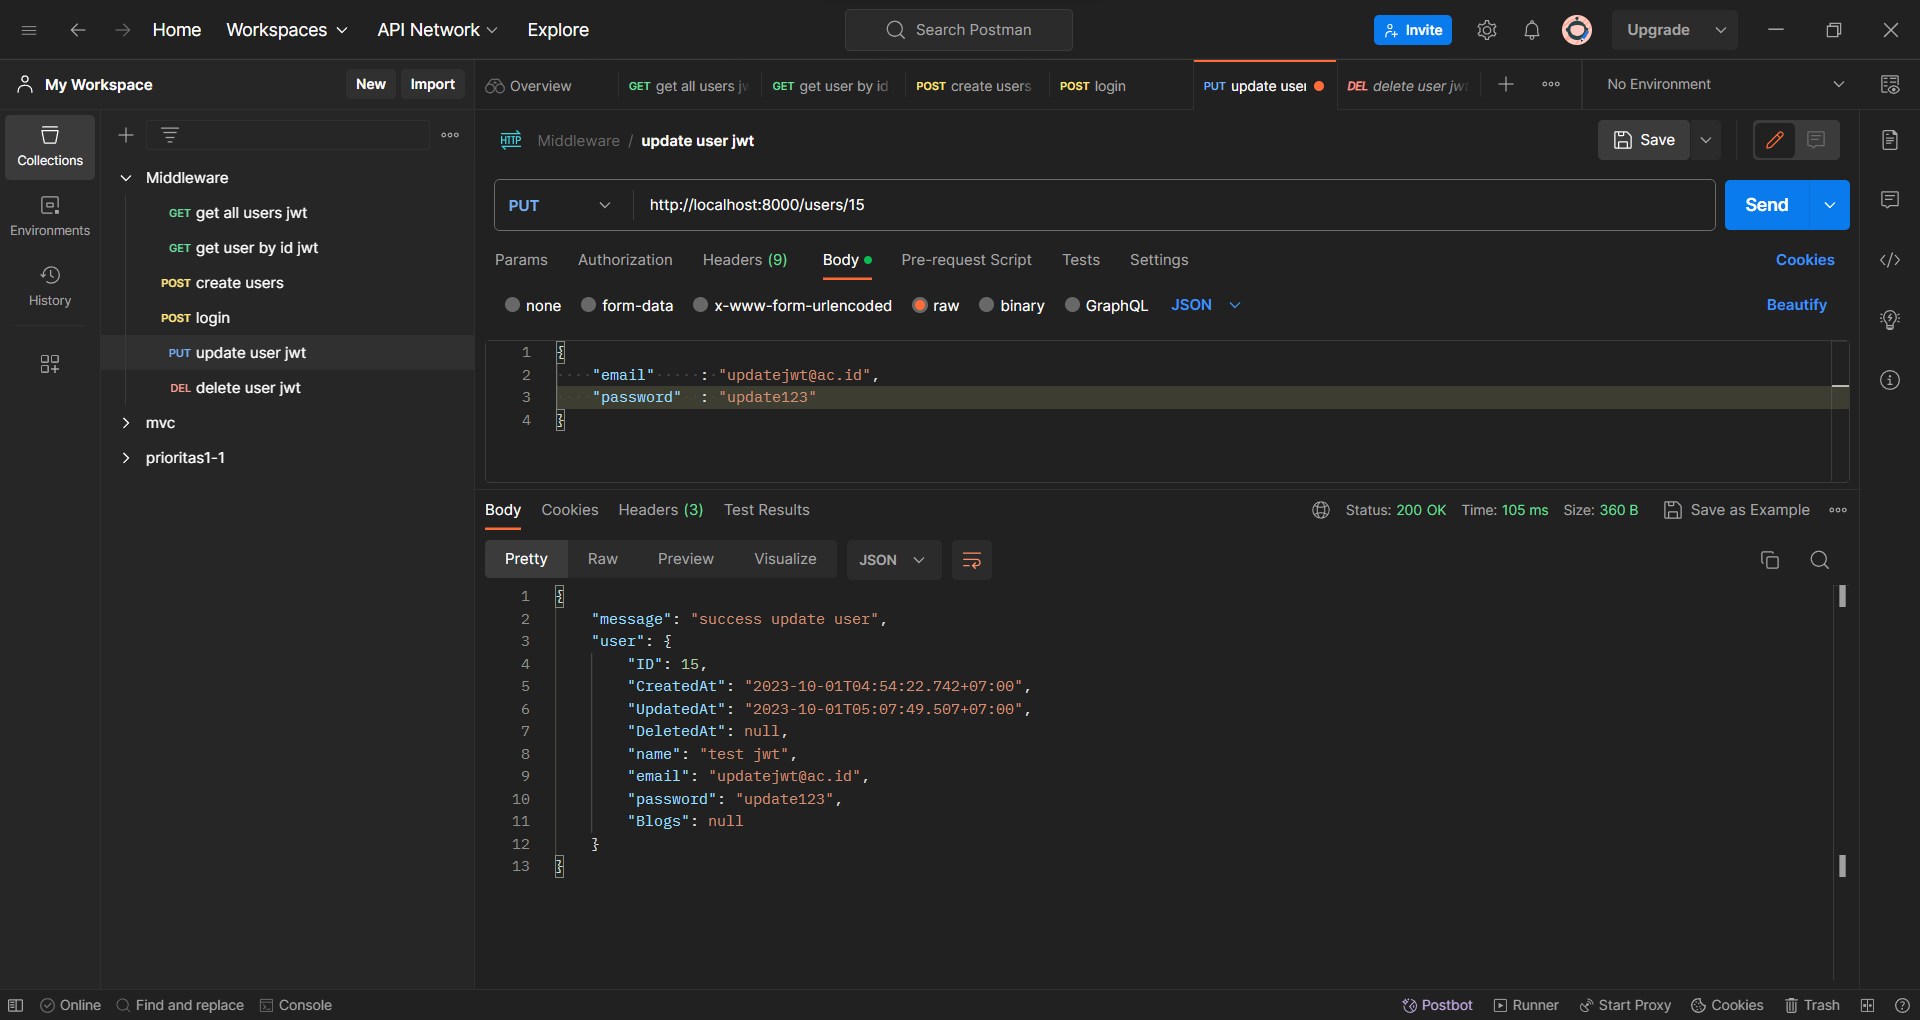 Home Workspaces API Network Explore Search Postman Invite Upgrade
My Workspace New Import Overview GET get all users jw GET get user by id POST create users POST login PUT update user DEL delete user jwt No Environment
Collections
Environments
History
Middleware
GET get all users jwt
GET get user by id jwt
POST create users
POST login
PUT update user jwt
DEL delete user jwt
mvc
prioritas1-1
HTTP Middleware / update user jwt Save
PUT http://localhost:8000/users/15 Send
Params Authorization Headers (9) Body Pre-request Script Tests Settings Cookies
none form-data x-www-form-urlencoded raw binary GraphQL JSON Beautify
1 {
2 "email" : "updatejwt@ac.id",
3 "password" : "update123"
4 }
Body Cookies Headers (3) Test Results Status: 200 OK Time: 105 ms Size: 360 B Save as Example
Pretty Raw Preview Visualize JSON
1 {
2 "message": "success update user",
3 "user": {
4 "ID": 15,
5 "CreatedAt": "2023-10-01T04:54:22.742+07:00",
6 "UpdatedAt": "2023-10-01T05:07:49.507+07:00",
7 "DeletedAt": null,
8 "name": "test jwt",
9 "email": "updatejwt@ac.id",
10 "password": "update123",
11 "Blogs": null
12 }
13 }
Online Find and replace Console Postbot Runner Start Proxy Cookies Trash